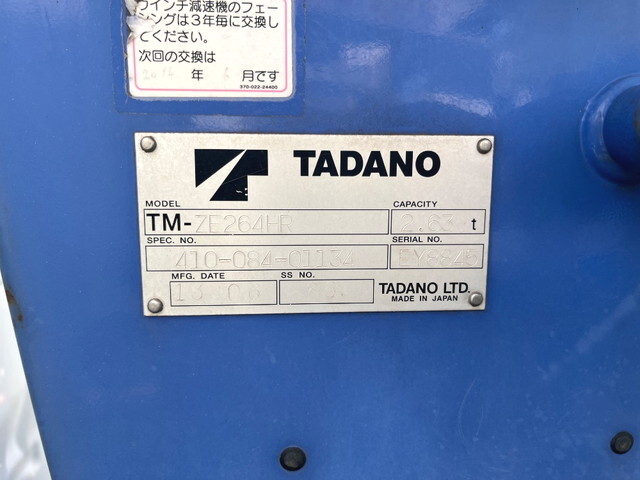 ウインチ減速機のフェー
シングは3年毎に交換し
てください。
次回の交換は
年 月です
370-022-24400
TADANO
MODEL CAPACITY
TM-ZE264HR t
SPEC. NO. SERIAL NO.
MFG. DATE SS NO.
TADANO LTD.
MADE IN JAPAN